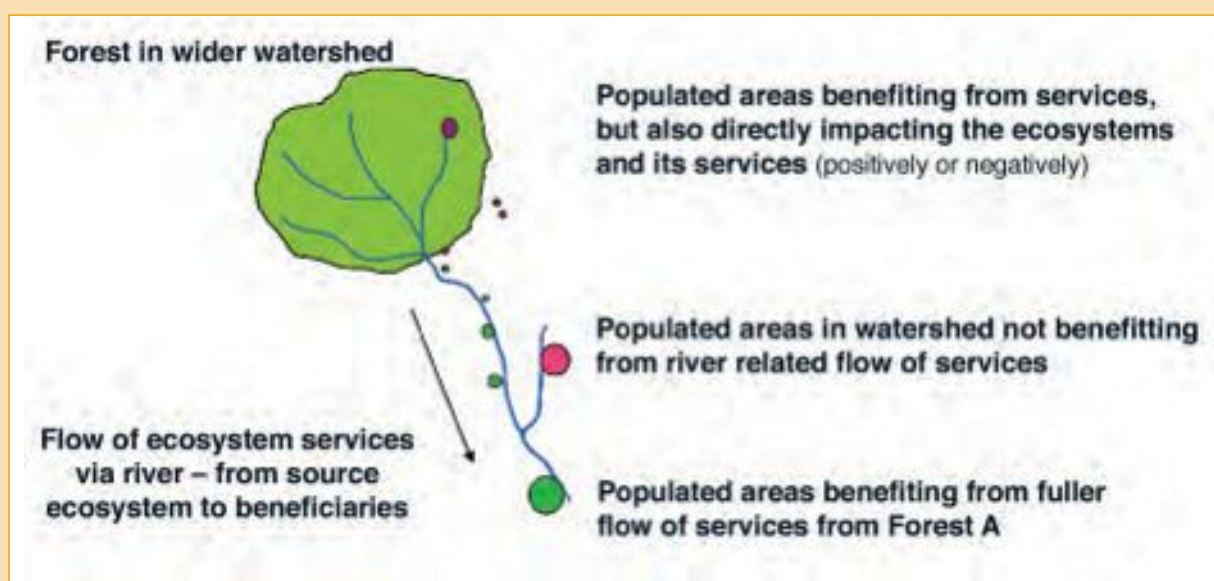 Forest in wider watershed
Populated areas benefiting from services,
but also directly impacting the ecosystems
and its services (positively or negatively)
Populated areas in watershed not benefitting
from river related flow of services
Flow of ecosystem services
via river – from source
ecosystem to beneficiaries
Populated areas benefiting from fuller
flow of services from Forest A